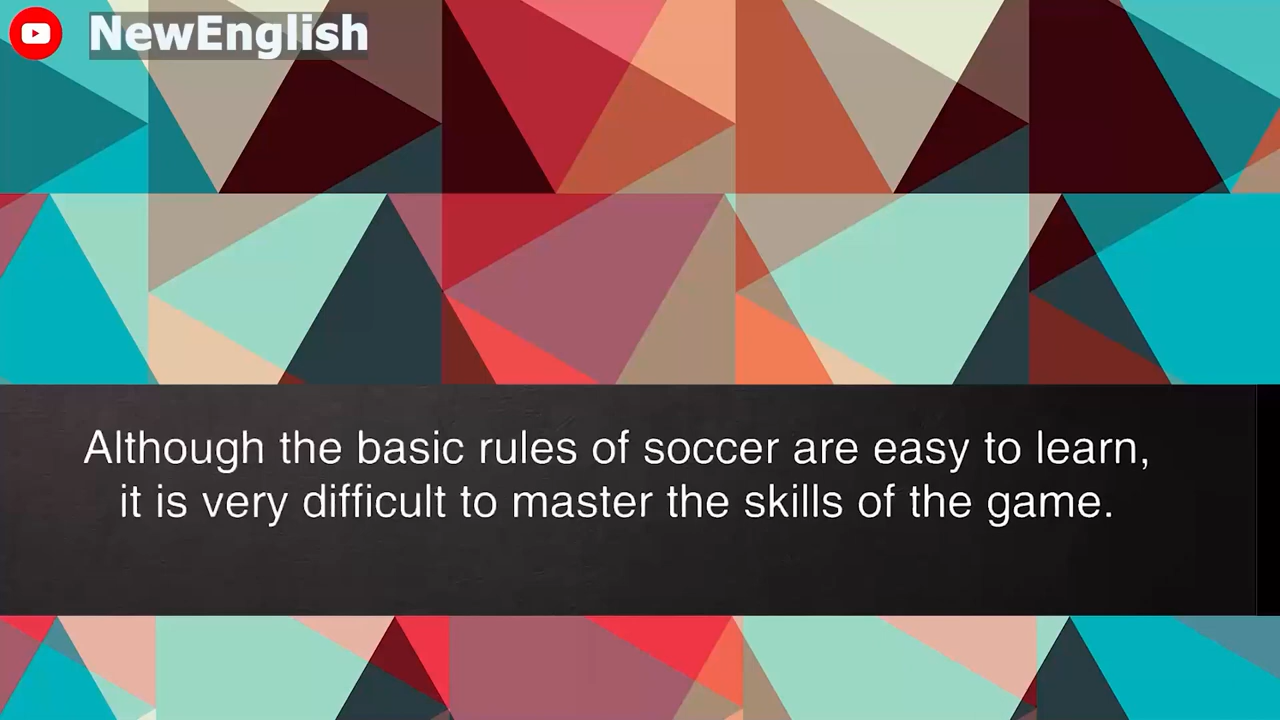 NewEnglish
Although the basic rules of soccer are easy to learn,
it is very difficult to master the skills of the game.